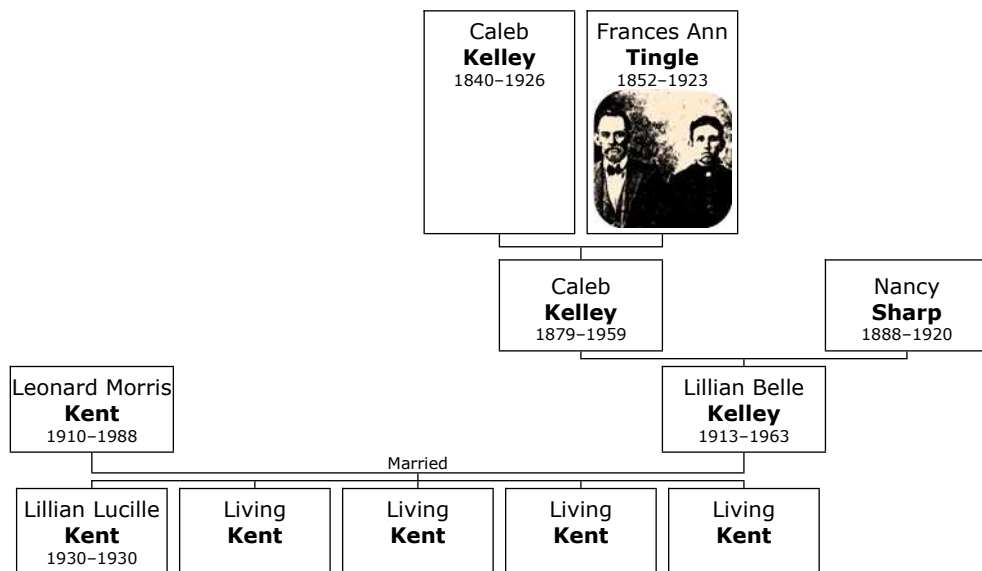 Caleb
Kelley
1840–1926
Frances Ann
Tingle
1852–1923
Caleb
Kelley
1879–1959
Nancy
Sharp
1888–1920
Leonard Morris
Kent
1910–1988
Lillian Belle
Kelley
1913–1963
Married
Lillian Lucille
Kent
1930–1930
Living
Kent
Living
Kent
Living
Kent
Living
Kent